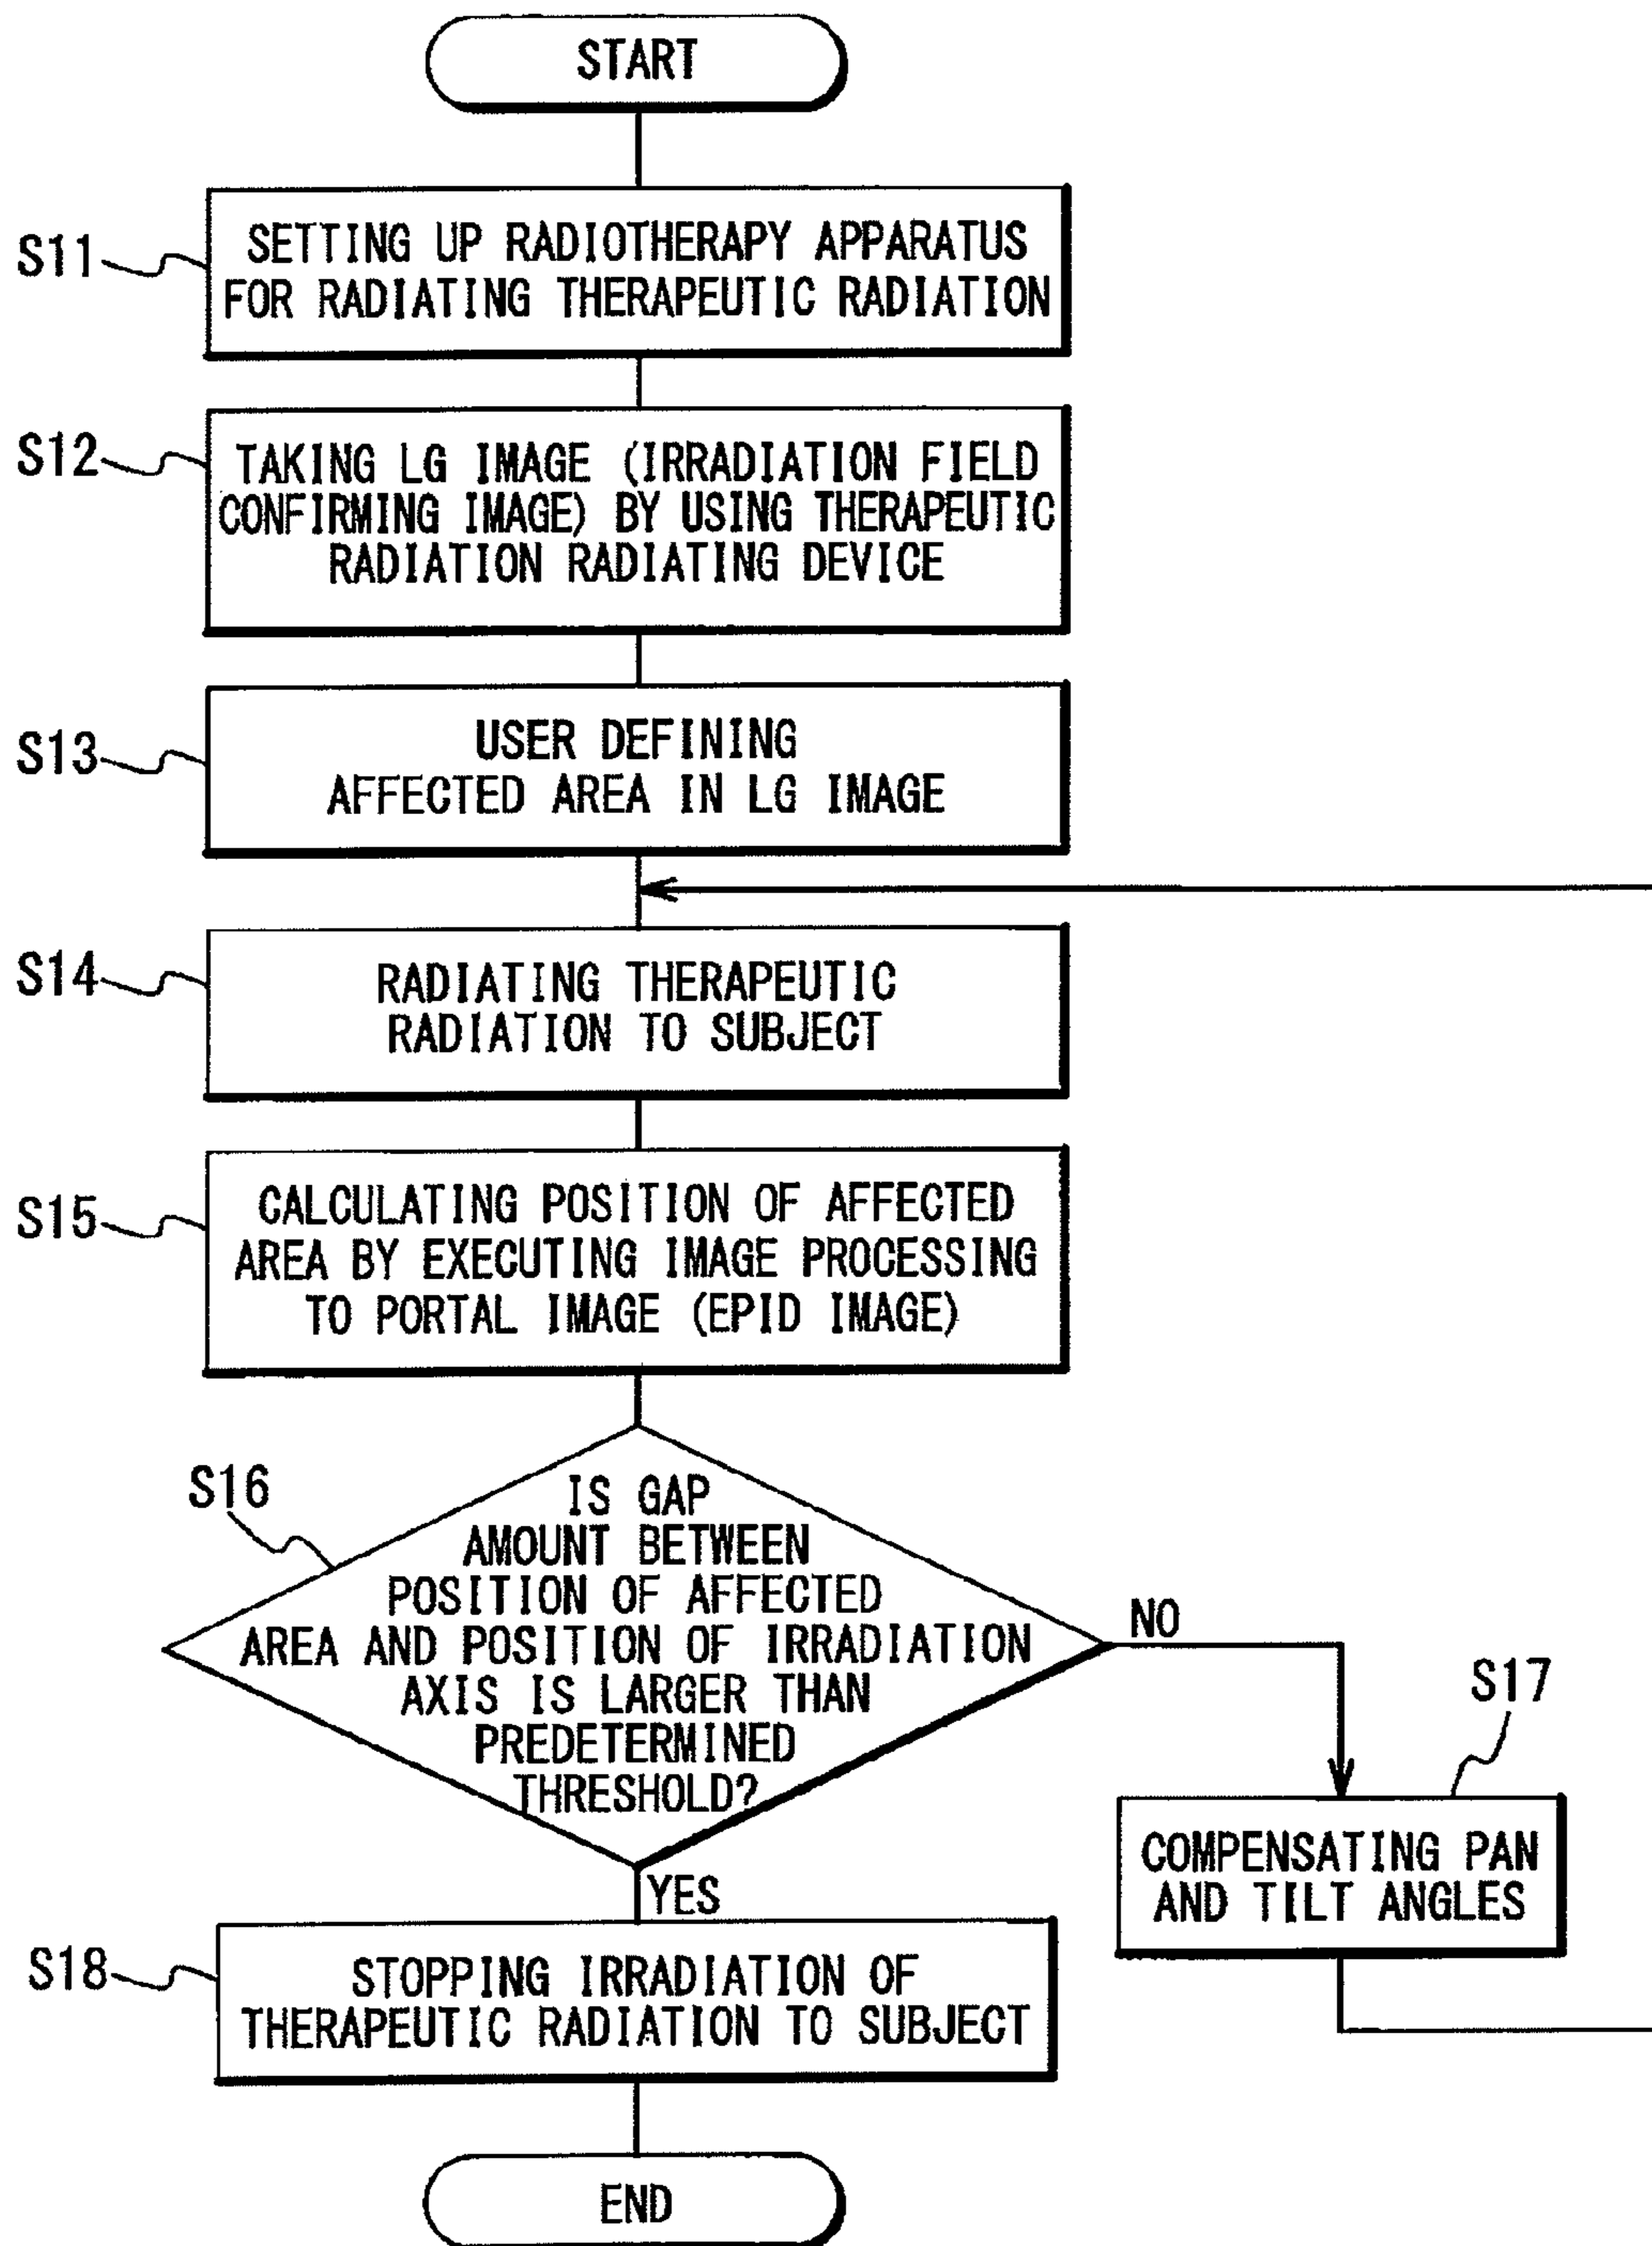 START
S11
SETTING UP RADIOTHERAPY APPARATUS
FOR RADIATING THERAPEUTIC RADIATION
S12
TAKING LG IMAGE (IRRADIATION FIELD
CONFIRMING IMAGE) BY USING THERAPEUTIC
RADIATION RADIATING DEVICE
S13
USER DEFINING
AFFECTED AREA IN LG IMAGE
S14
RADIATING THERAPEUTIC
RADIATION TO SUBJECT
S15
CALCULATING POSITION OF AFFECTED
AREA BY EXECUTING IMAGE PROCESSING
TO PORTAL IMAGE (EPID IMAGE)
S16
IS GAP
AMOUNT BETWEEN
POSITION OF AFFECTED
AREA AND POSITION OF IRRADIATION
AXIS IS LARGER THAN
PREDETERMINED
THRESHOLD?
NO
S17
COMPENSATING PAN
AND TILT ANGLES
YES
S18
STOPPING IRRADIATION OF
THERAPEUTIC RADIATION TO SUBJECT
END